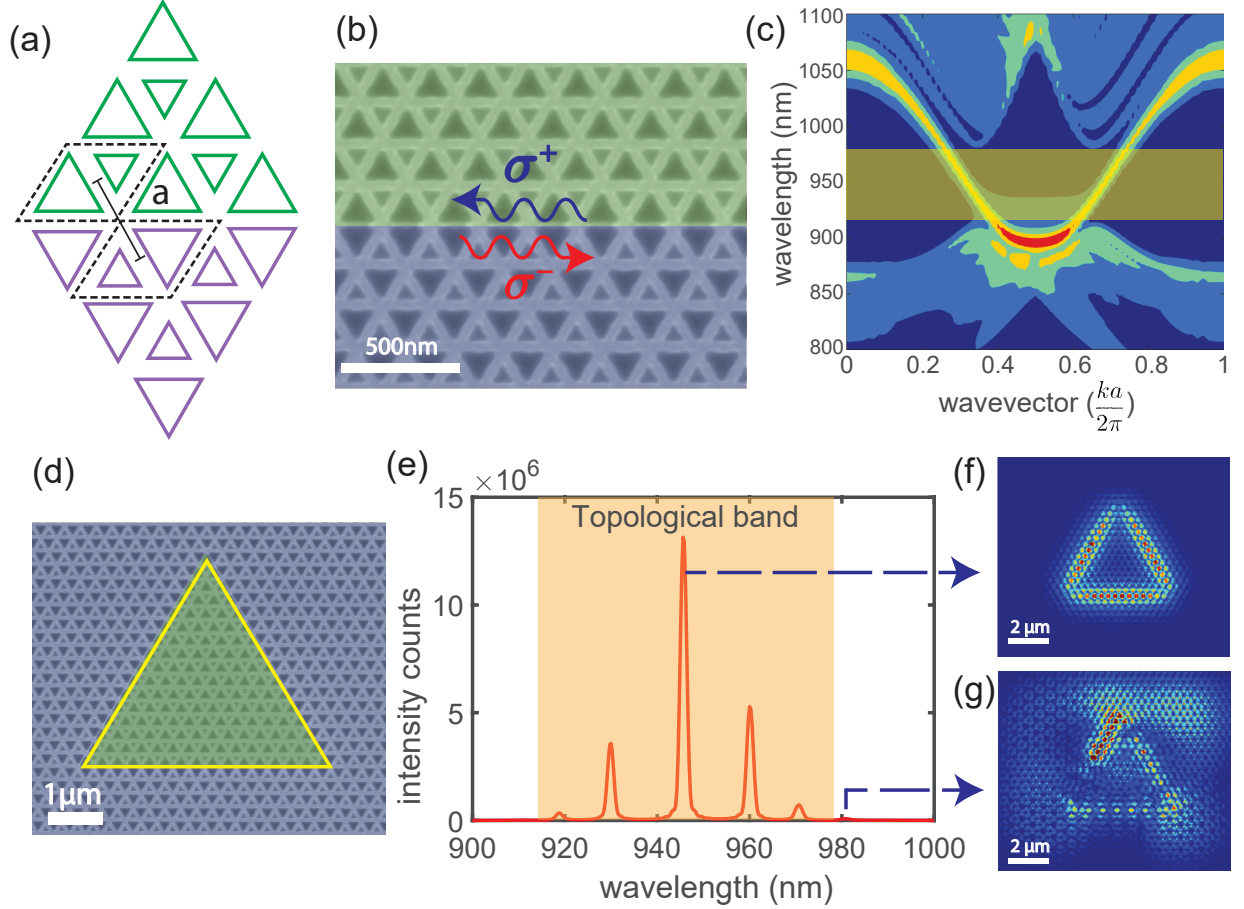 (a)
a
(b)
σ⁺
σ⁻
500nm
(c)
wavelength (nm)
1100
1050
1000
950
900
850
800
0
0.2
0.4
0.6
0.8
1
wavevector (ka/2π)
(d)
1μm
(e)
×10⁶
15
10
5
0
intensity counts
Topological band
900
920
940
960
980
1000
wavelength (nm)
(f)
2 μm
(g)
2 μm